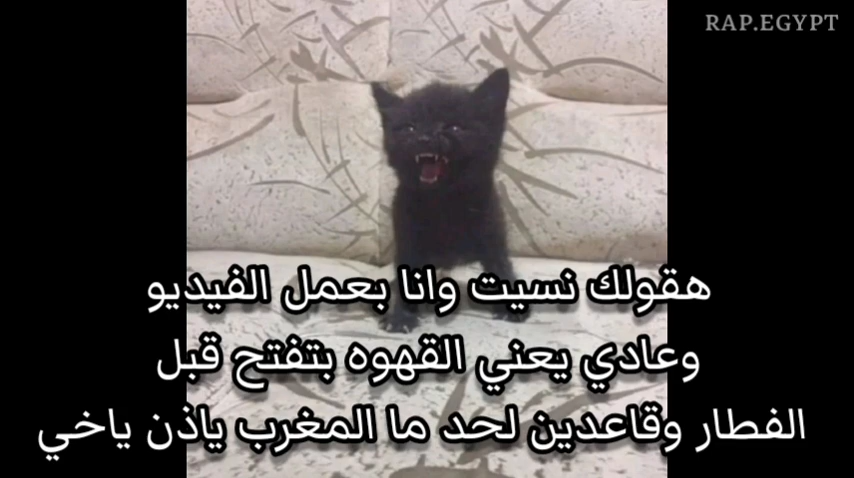 RAP.EGYPT
هقولك نسيت وانا بعمل الفيديو
وعادي يعني القهوه بتفتح قبل
الفطار وقاعدين لحد ما المغرب ياذن ياخي